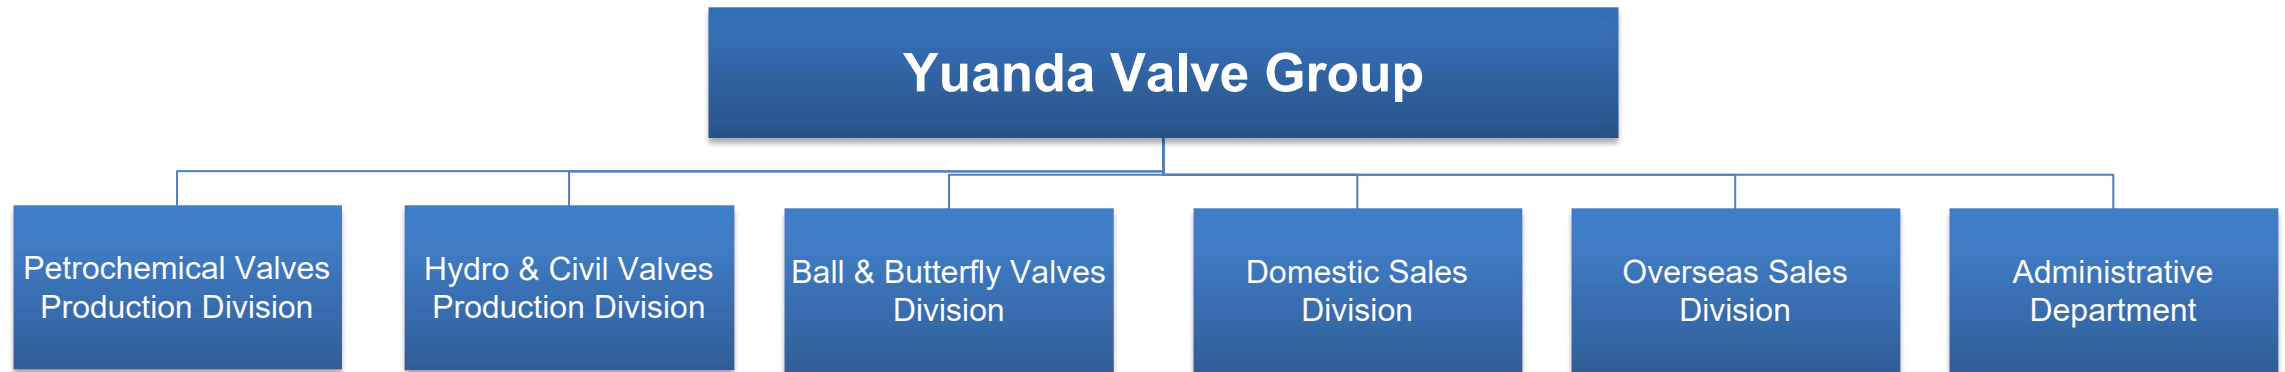 Yuanda Valve Group
Petrochemical Valves
Production Division
Hydro & Civil Valves
Production Division
Ball & Butterfly Valves
Division
Domestic Sales
Division
Overseas Sales
Division
Administrative
Department